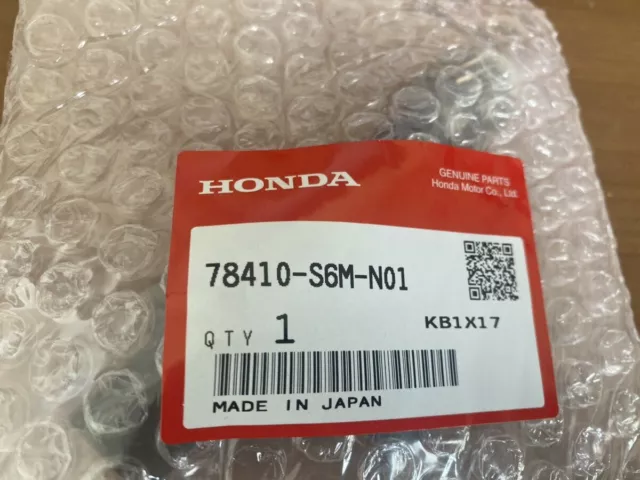 HONDA
GENUINE PARTS
Honda Motor Co., Ltd.
78410-S6M-N01
QTY 1
KB1X17
MADE IN JAPAN